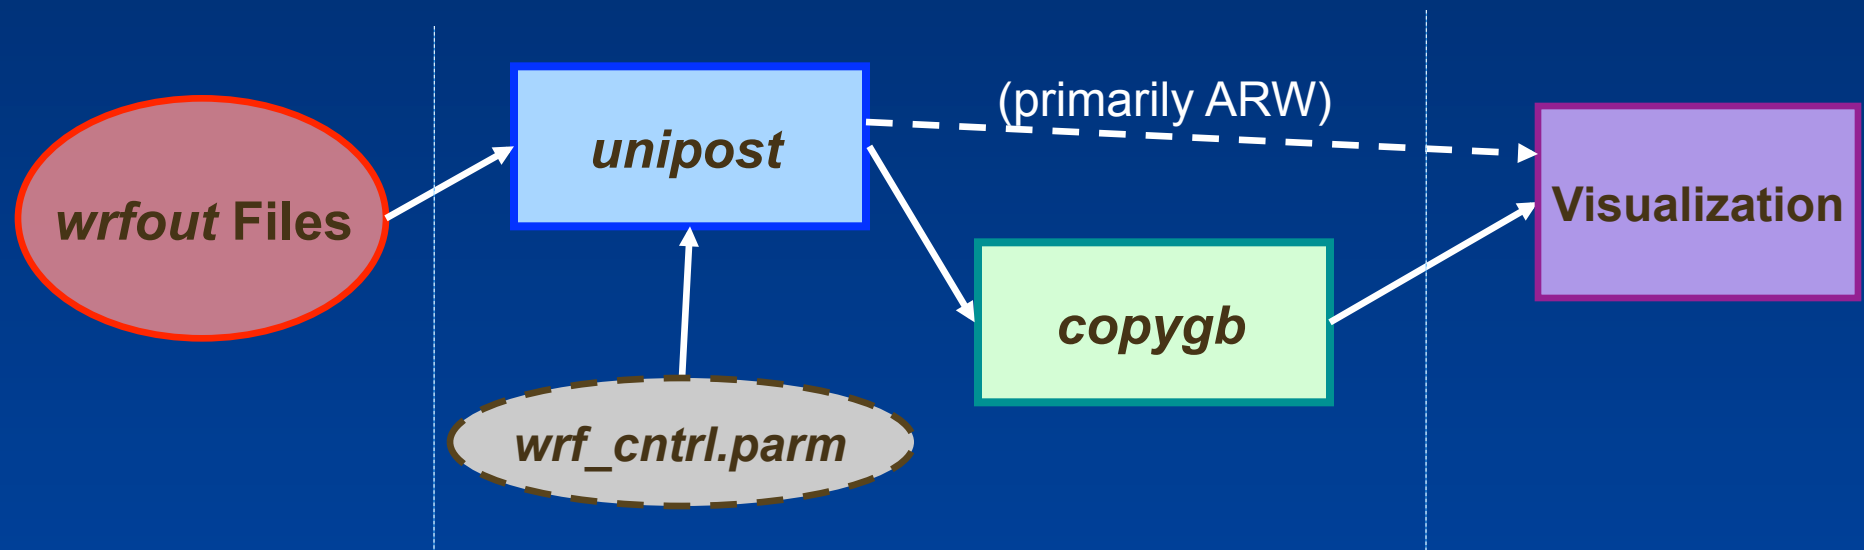 wrfout Files
unipost
(primarily ARW)
copygb
wrf_cntrl.parm
Visualization